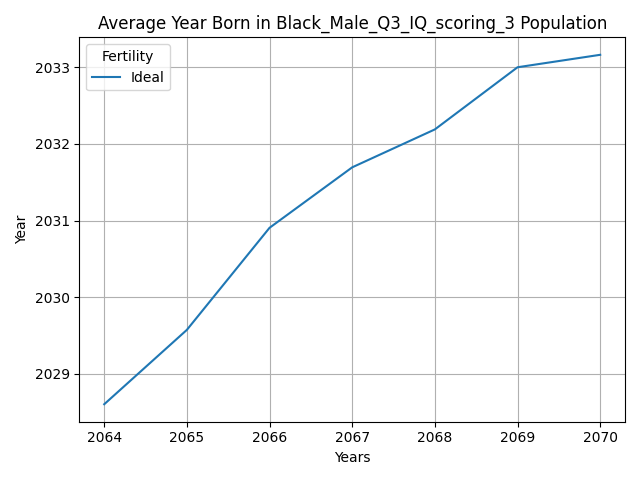 Average Year Born in Black_Male_Q3_IQ_scoring_3 Population
Fertility
Ideal
Year
2033
2032
2031
2030
2029
2064 2065 2066 2067 2068 2069 2070
Years